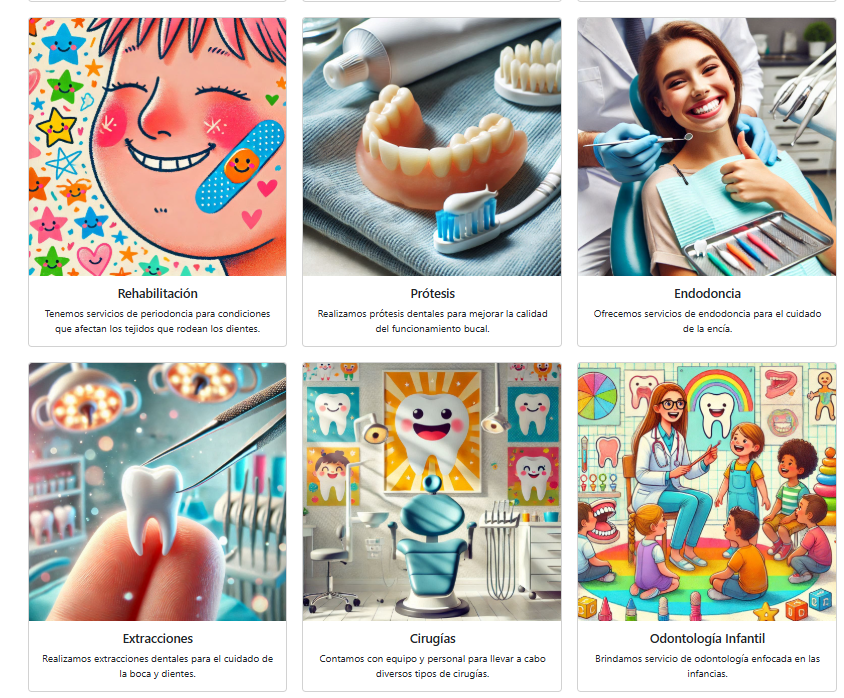 Rehabilitación
Tenemos servicios de periodoncia para condiciones
que afectan los tejidos que rodean los dientes.
Prótesis
Realizamos prótesis dentales para mejorar la calidad
del funcionamiento bucal.
Endodoncia
Ofrecemos servicios de endodoncia para el cuidado
de la encía.
Extracciones
Realizamos extracciones dentales para el cuidado de
la boca y dientes.
Cirugías
Contamos con equipo y personal para llevar a cabo
diversos tipos de cirugías.
Odontología Infantil
Brindamos servicio de odontología enfocada en las
infancias.